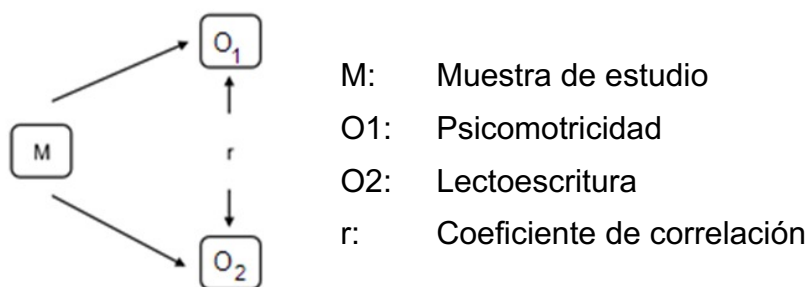 O1
M
r
O2
M: Muestra de estudio
O1: Psicomotricidad
O2: Lectoescritura
r: Coeficiente de correlación